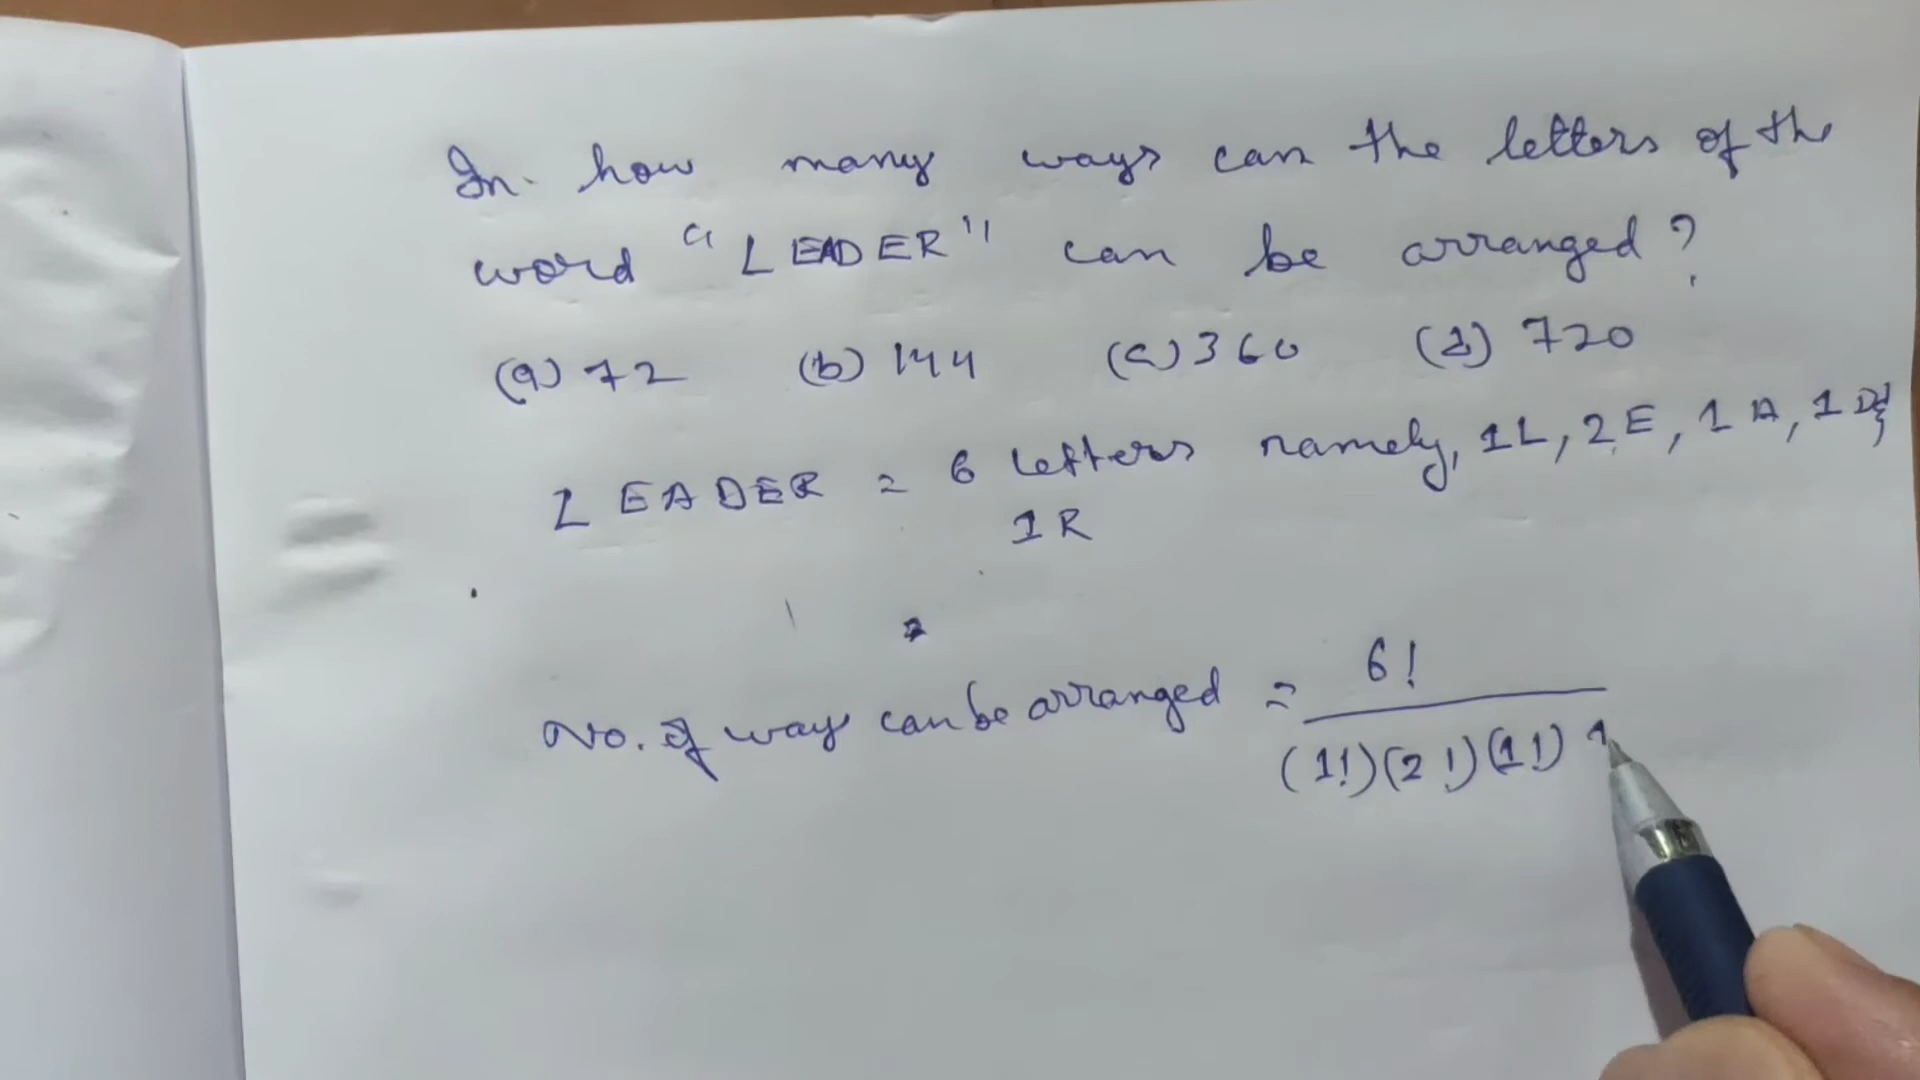 In how many ways can the letters of the
word "LEADER" can be arranged?
(a) 72 (b) 144 (c) 360 (d) 720
LEADER = 6 letters namely, 1L, 2E, 1A, 1D,
1R
No. of way can be arranged = 6!
(1!)(2!)(1!) 1